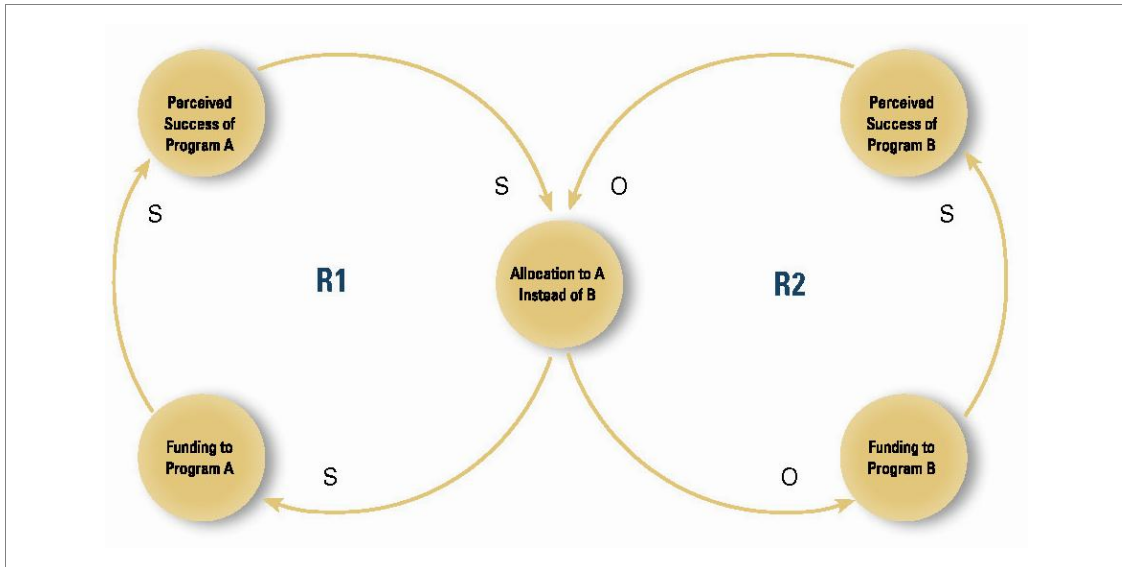 Perceived
Success of
Program A
Perceived
Success of
Program B
S
S
O
S
R1
Allocation to A
Instead of B
R2
Funding to
Program A
S
O
Funding to
Program B